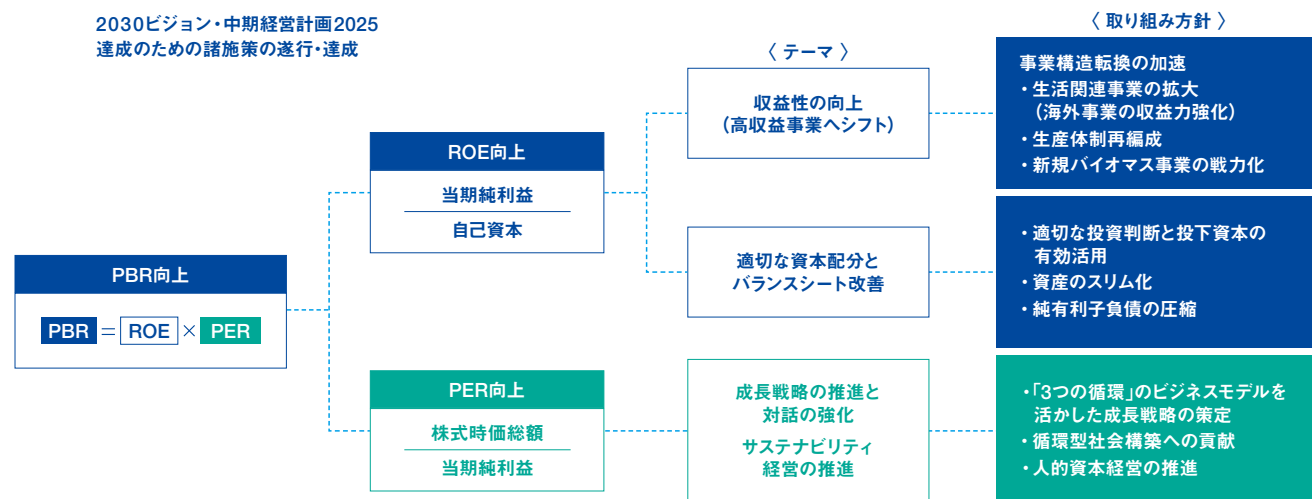 2030ビジョン・中期経営計画2025
達成のための諸施策の遂行・達成
PBR向上
PBR = ROE × PER
ROE向上
当期純利益
自己資本
PER向上
株式時価総額
当期純利益
〈 テーマ 〉
収益性の向上
(高収益事業へシフト)
適切な資本配分と
バランスシート改善
成長戦略の推進と
対話の強化
サステナビリティ
経営の推進
〈 取り組み方針 〉
事業構造転換の加速
・生活関連事業の拡大
(海外事業の収益力強化)
・生産体制再編成
・新規バイオマス事業の戦力化
・適切な投資判断と投下資本の
有効活用
・資産のスリム化
・純有利子負債の圧縮
・「3つの循環」のビジネスモデルを
活かした成長戦略の策定
・循環型社会構築への貢献
・人的資本経営の推進